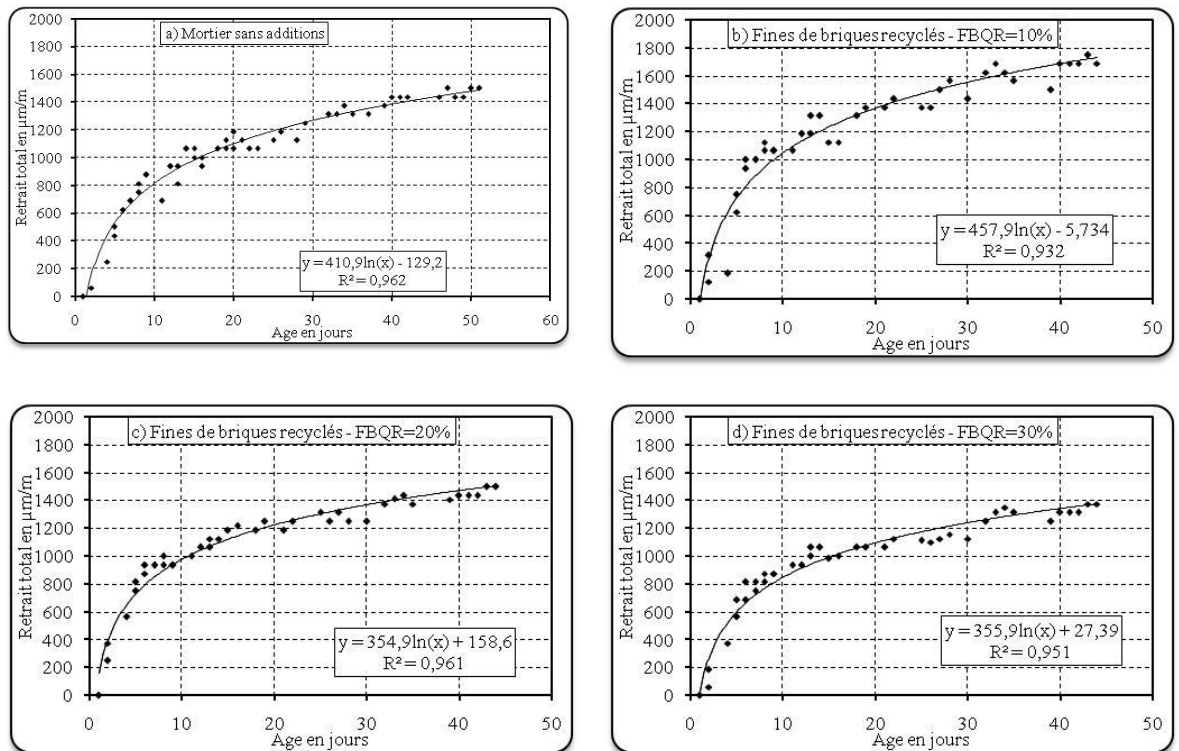 a) Mortier sans additions
Retrait total en µm/m
2000
1800
1600
1400
1200
1000
800
600
400
200
0
y = 410,9ln(x) - 129,2
R² = 0,962
0 10 20 30 40 50 60
Age en jours
b) Fines de briques recyclés - FBQR=10%
Retrait total en µm/m
2000
1800
1600
1400
1200
1000
800
600
400
200
0
y = 457,9ln(x) - 5,734
R² = 0,932
0 10 20 30 40 50
Age en jours
c) Fines de briques recyclés - FBQR=20%
Retrait total en µm/m
2000
1800
1600
1400
1200
1000
800
600
400
200
0
y = 354,9ln(x) + 158,6
R² = 0,961
0 10 20 30 40 50
Age en jours
d) Fines de briques recyclés - FBQR=30%
Retrait total en µm/m
2000
1800
1600
1400
1200
1000
800
600
400
200
0
y = 355,9ln(x) + 27,39
R² = 0,951
0 10 20 30 40 50
Age en jours